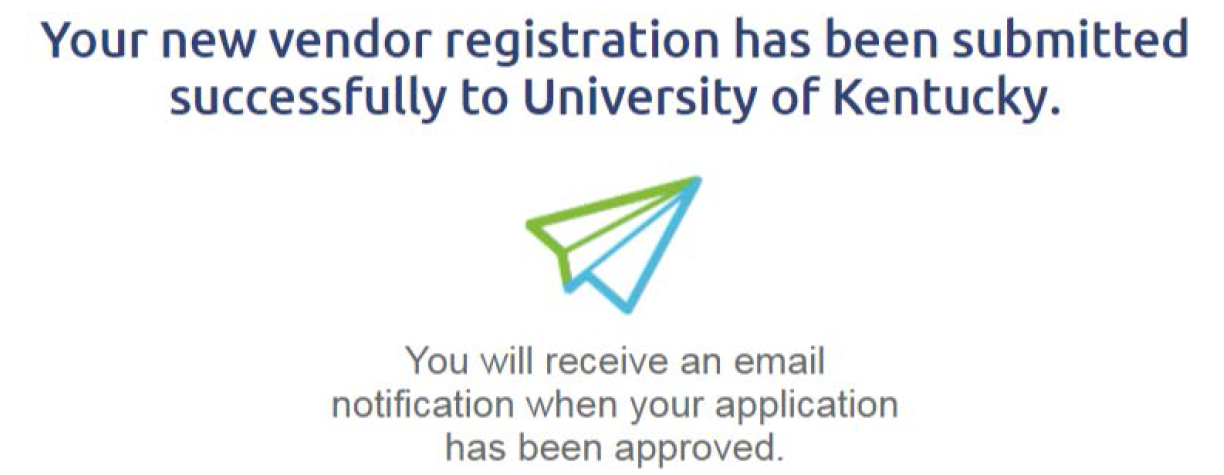 Your new vendor registration has been submitted
successfully to University of Kentucky.
You will receive an email
notification when your application
has been approved.